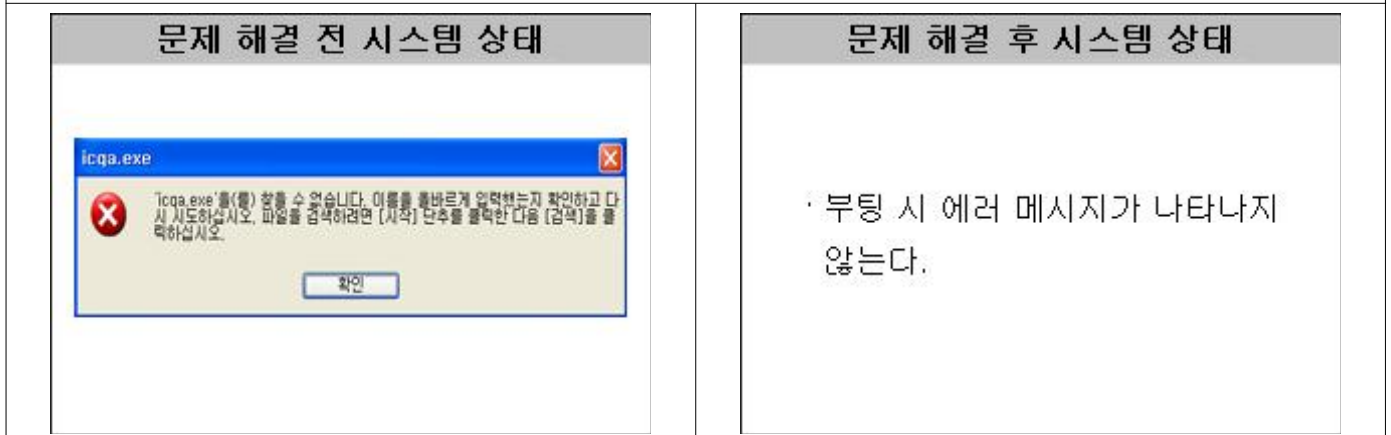 문제 해결 전 시스템 상태
icqa.exe
'icqa.exe'을(를) 찾을 수 없습니다. 이름을 올바르게 입력했는지 확인하고 다
시 시도하십시오. 파일을 검색하려면 [시작] 단추를 클릭한 다음 [검색]을 클
릭하십시오.
확인
문제 해결 후 시스템 상태
· 부팅 시 에러 메시지가 나타나지
않는다.